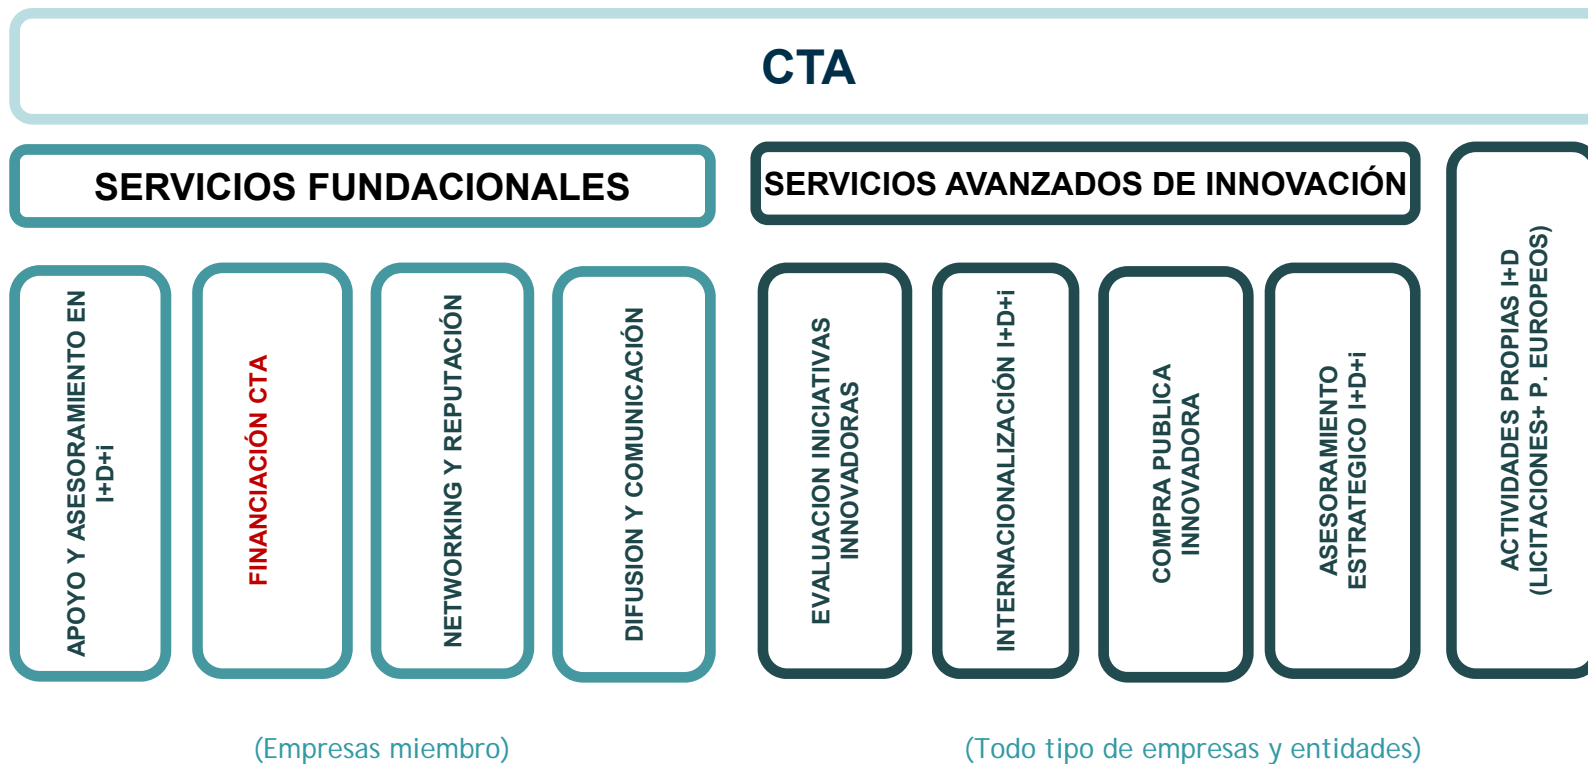 CTA
SERVICIOS FUNDACIONALES
SERVICIOS AVANZADOS DE INNOVACIÓN
APOYO Y ASESORAMIENTO EN
I+D+i
FINANCIACIÓN CTA
NETWORKING Y REPUTACIÓN
DIFUSION Y COMUNICACIÓN
EVALUACION INICIATIVAS
INNOVADORAS
INTERNACIONALIZACIÓN I+D+i
COMPRA PUBLICA
INNOVADORA
ASESORAMIENTO
ESTRATEGICO I+D+i
ACTIVIDADES PROPIAS I+D
(LICITACIONES+ P. EUROPEOS)
(Empresas miembro)
(Todo tipo de empresas y entidades)